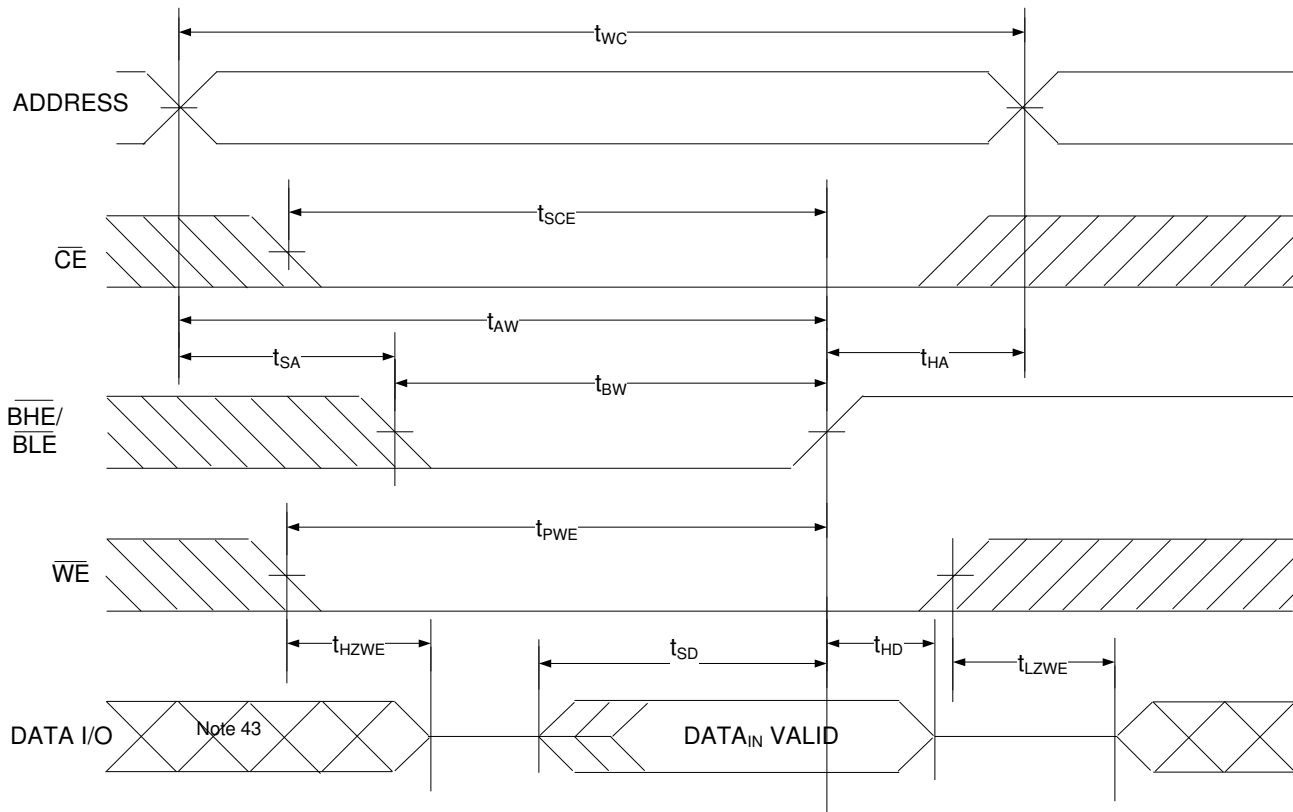 tWC
ADDRESS
tSCE
CE
tAW
tSA
tHA
tBW
BHE/
BLE
tPWE
WE
tHZWE
tSD
tHD
tLZWE
DATA I/O
Note 43
DATAIN VALID